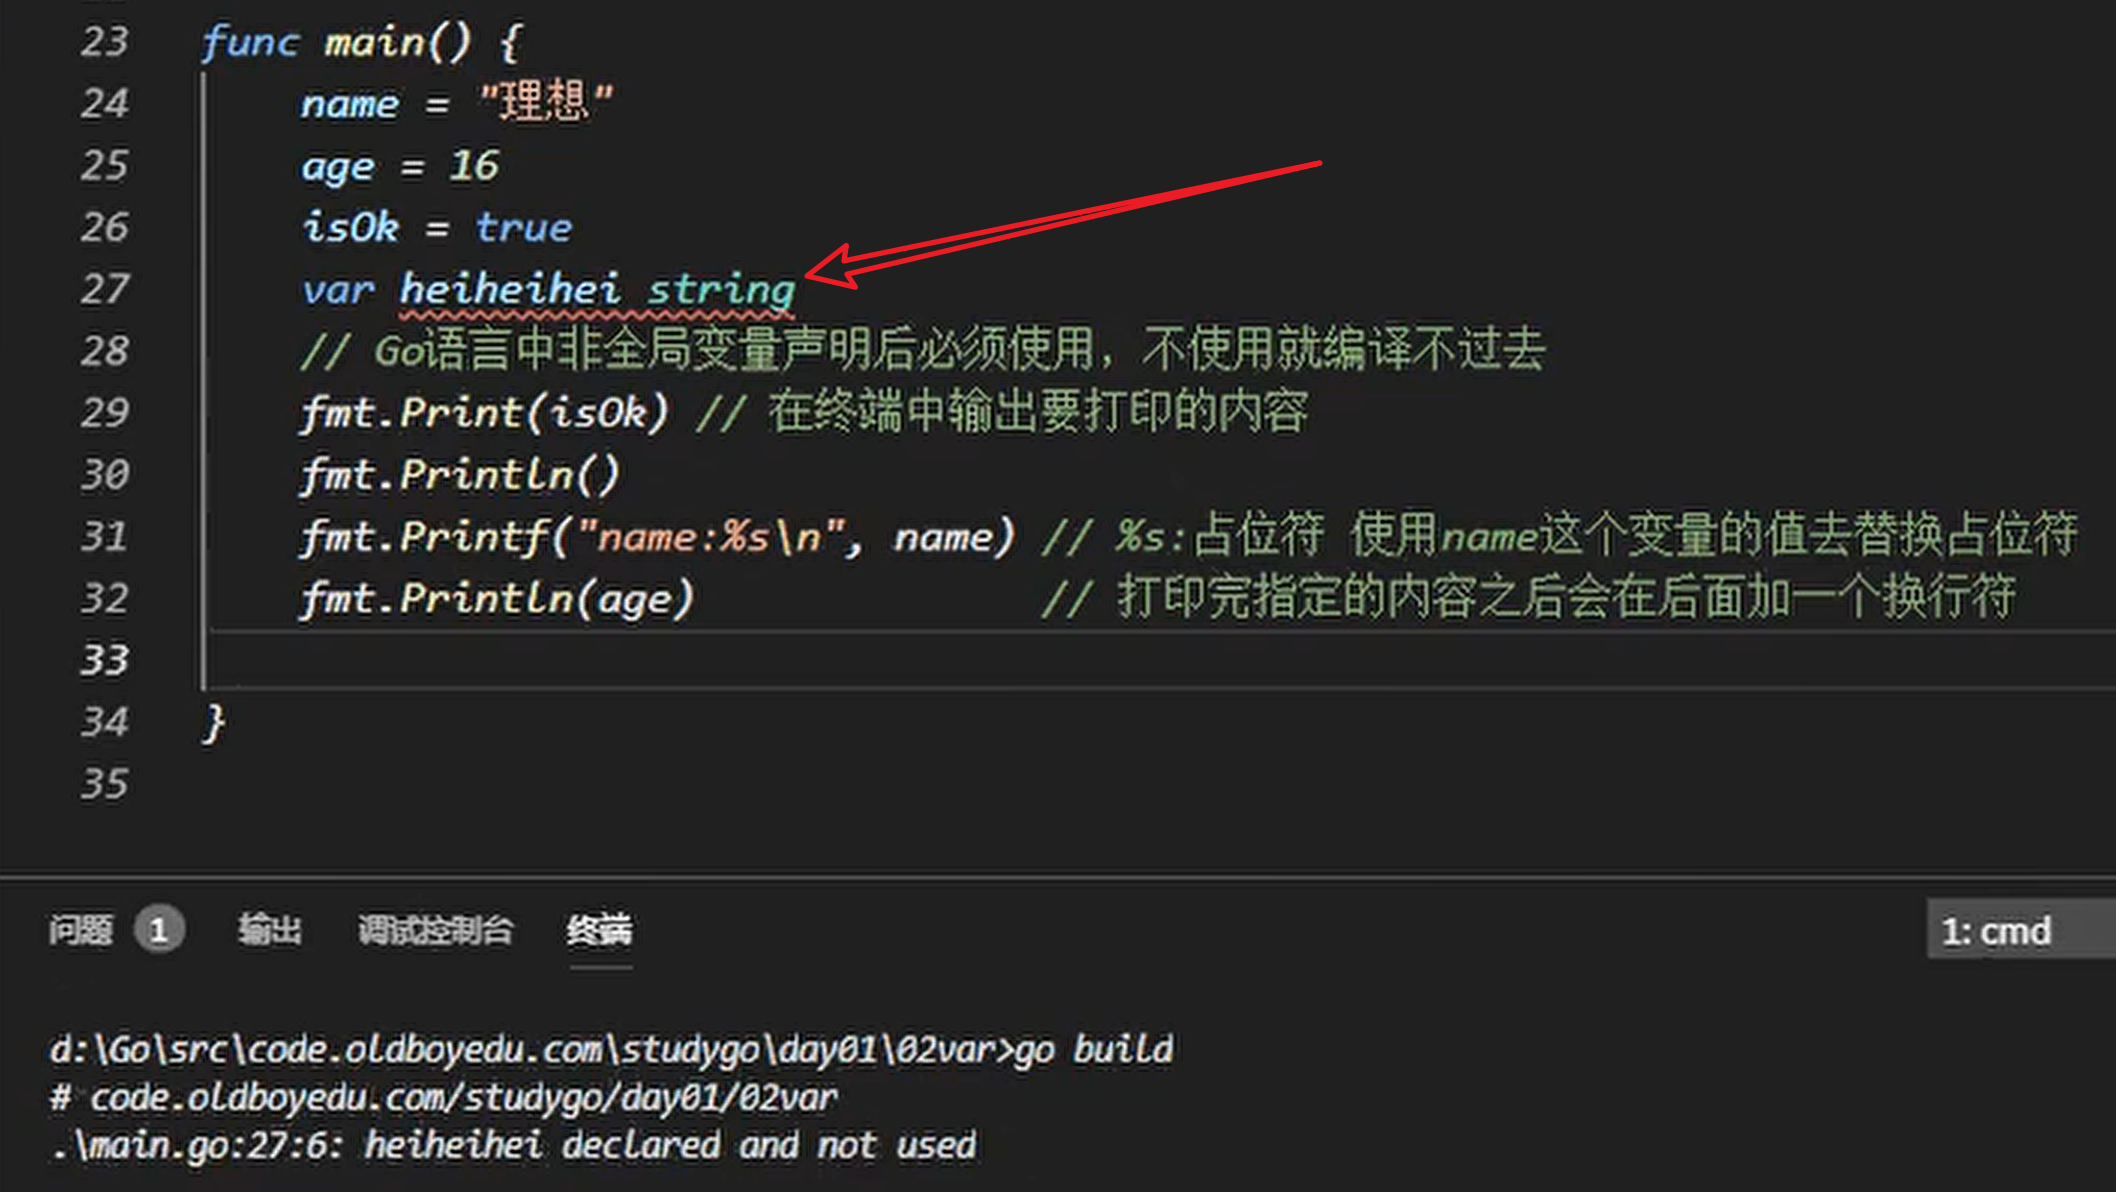 23 func main() {
24 name = "理想"
25 age = 16
26 isOk = true
27 var heiheihei string
28 // Go语言中非全局变量声明后必须使用，不使用就编译不过去
29 fmt.Print(isOk) // 在终端中输出要打印的内容
30 fmt.Println()
31 fmt.Printf("name:%s\n", name) // %s:占位符 使用name这个变量的值去替换占位符
32 fmt.Println(age) // 打印完指定的内容之后会在后面加一个换行符
33
34 }
35
问题 1 输出 调试控制台 终端 1: cmd
d:\Go\src\code.oldboyedu.com\studygo\day01\02var>go build
# code.oldboyedu.com/studygo/day01/02var
.\main.go:27:6: heiheihei declared and not used